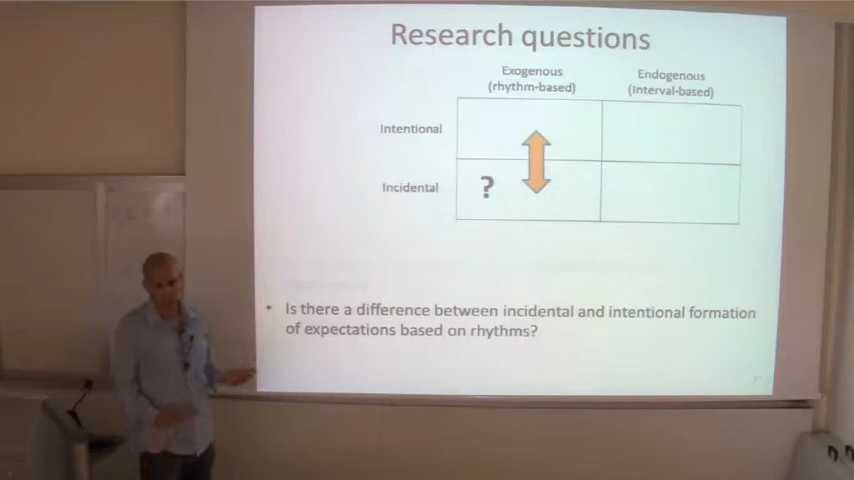 Research questions
Exogenous
(rhythm-based)
Endogenous
(Interval-based)
Intentional
Incidental
?
• Is there a difference between incidental and intentional formation
of expectations based on rhythms?